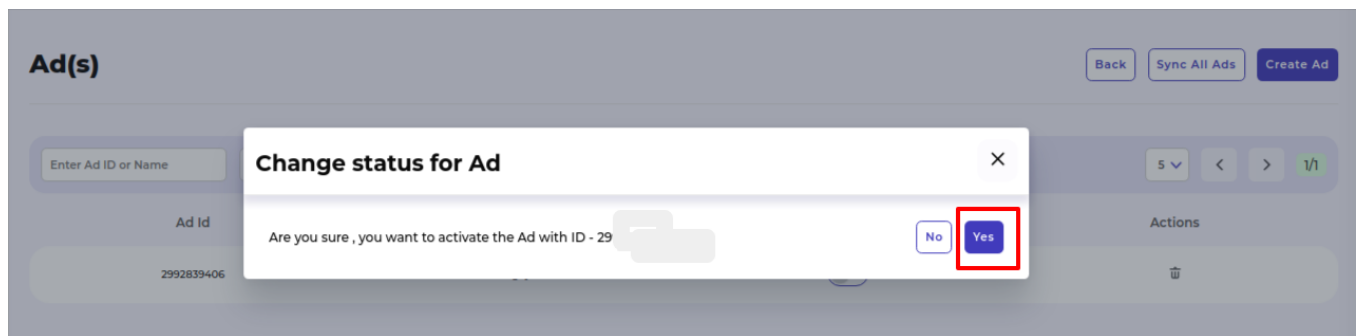 Ad(s)
Back
Sync All Ads
Create Ad
Enter Ad ID or Name
Change status for Ad
5
1/1
Ad Id
Actions
Are you sure , you want to activate the Ad with ID - 29
No
Yes
2992839406